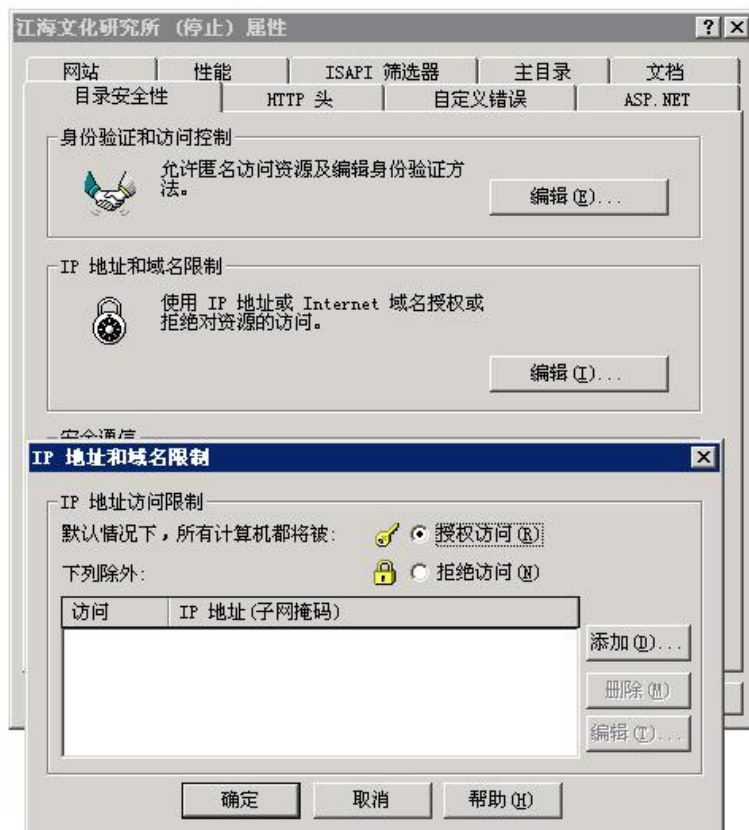 江海文化研究所 (停止) 属性
网站 性能 ISAPI 筛选器 主目录 文档
目录安全性 HTTP 头 自定义错误 ASP.NET
身份验证和访问控制
允许匿名访问资源及编辑身份验证方
法。
编辑(E)...
IP 地址和域名限制
使用 IP 地址或 Internet 域名授权或
拒绝对资源的访问。
编辑(I)...
安全通信
IP 地址和域名限制
IP 地址访问限制
默认情况下，所有计算机都将被: 授权访问(R)
下列除外: 拒绝访问(N)
访问 IP 地址(子网掩码)
添加(D)...
删除(M)
编辑(T)...
确定 取消 帮助(H)